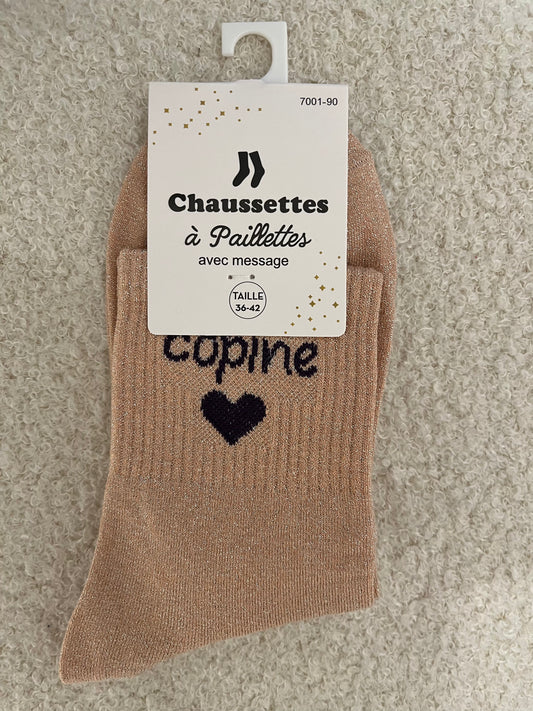 7001-90
Chaussettes
à Paillettes
avec message
TAILLE
36-42
copine